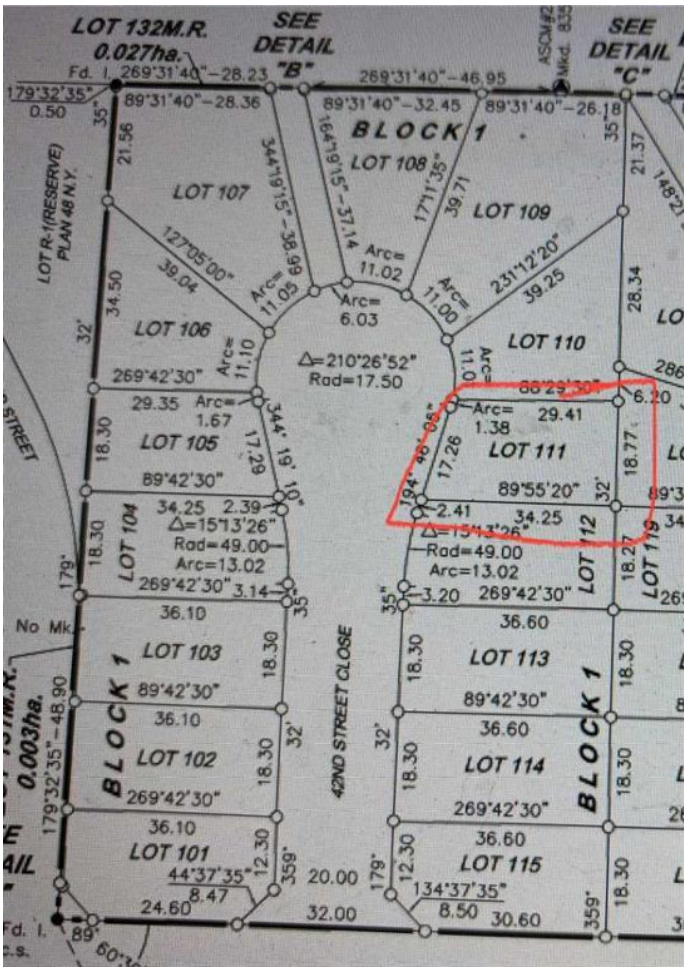 LOT 132M.R.
0.027ha.
SEE
DETAIL
"B"
ASCM#2
Mkd. 835
SEE
DETAIL
"C"
Fd. I.
269°31'40"-28.23
269°31'40"-46.95
179°32'35"
0.50
89°31'40"-28.36
89°31'40"-32.45
89°31'40"-26.18
35"
21.56
BLOCK 1
35"
21.37
LOT R-1(RESERVE)
PLAN 48 N.Y.
LOT 107
344°19'15"-38.99
164°19'15"-37.14
LOT 108
17°11'35"
39.71
LOT 109
127°05'00"
39.04
231°12'20"
39.25
34.50
Arc=
11.05
Arc=
6.03
Arc=
11.02
Arc=
11.00
28.34
LOT 106
Arc=
11.10
Δ=210°26'52"
Rad=17.50
LOT 110
32'
269°42'30"
29.35
Arc=
1.67
88°29'30"
29.41
Arc=
1.38
6.20
STREET
18.30
LOT 105
344° 19' 10"
17.29
17.26
LOT 111
18.77
32'
89°42'30"
34.25
2.39
89°55'20"
34.25
2.41
LOT 104
18.30
Δ=15°13'26"
Rad=49.00
Arc=13.02
Δ=15°13'26"
Rad=49.00
Arc=13.02
LOT 112
18.27
LOT 119
179°
269°42'30"
3.14
35"
36.10
35"
3.20
269°42'30"
36.60
No Mk.
LOT 103
18.30
18.30
LOT 113
18.30
0.003ha.
179°32'35"-48.90
BLOCK 1
89°42'30"
36.10
32'
42ND STREET CLOSE
32'
89°42'30"
36.60
BLOCK 1
LOT 102
18.30
18.30
LOT 114
18.30
269°42'30"
36.10
269°42'30"
36.60
LOT 101
12.30
359°
12.30
179°
LOT 115
18.30
359°
44°37'35"
8.47
20.00
134°37'35"
8.50
24.60
32.00
30.60
Fd. I.
c.s.
89°